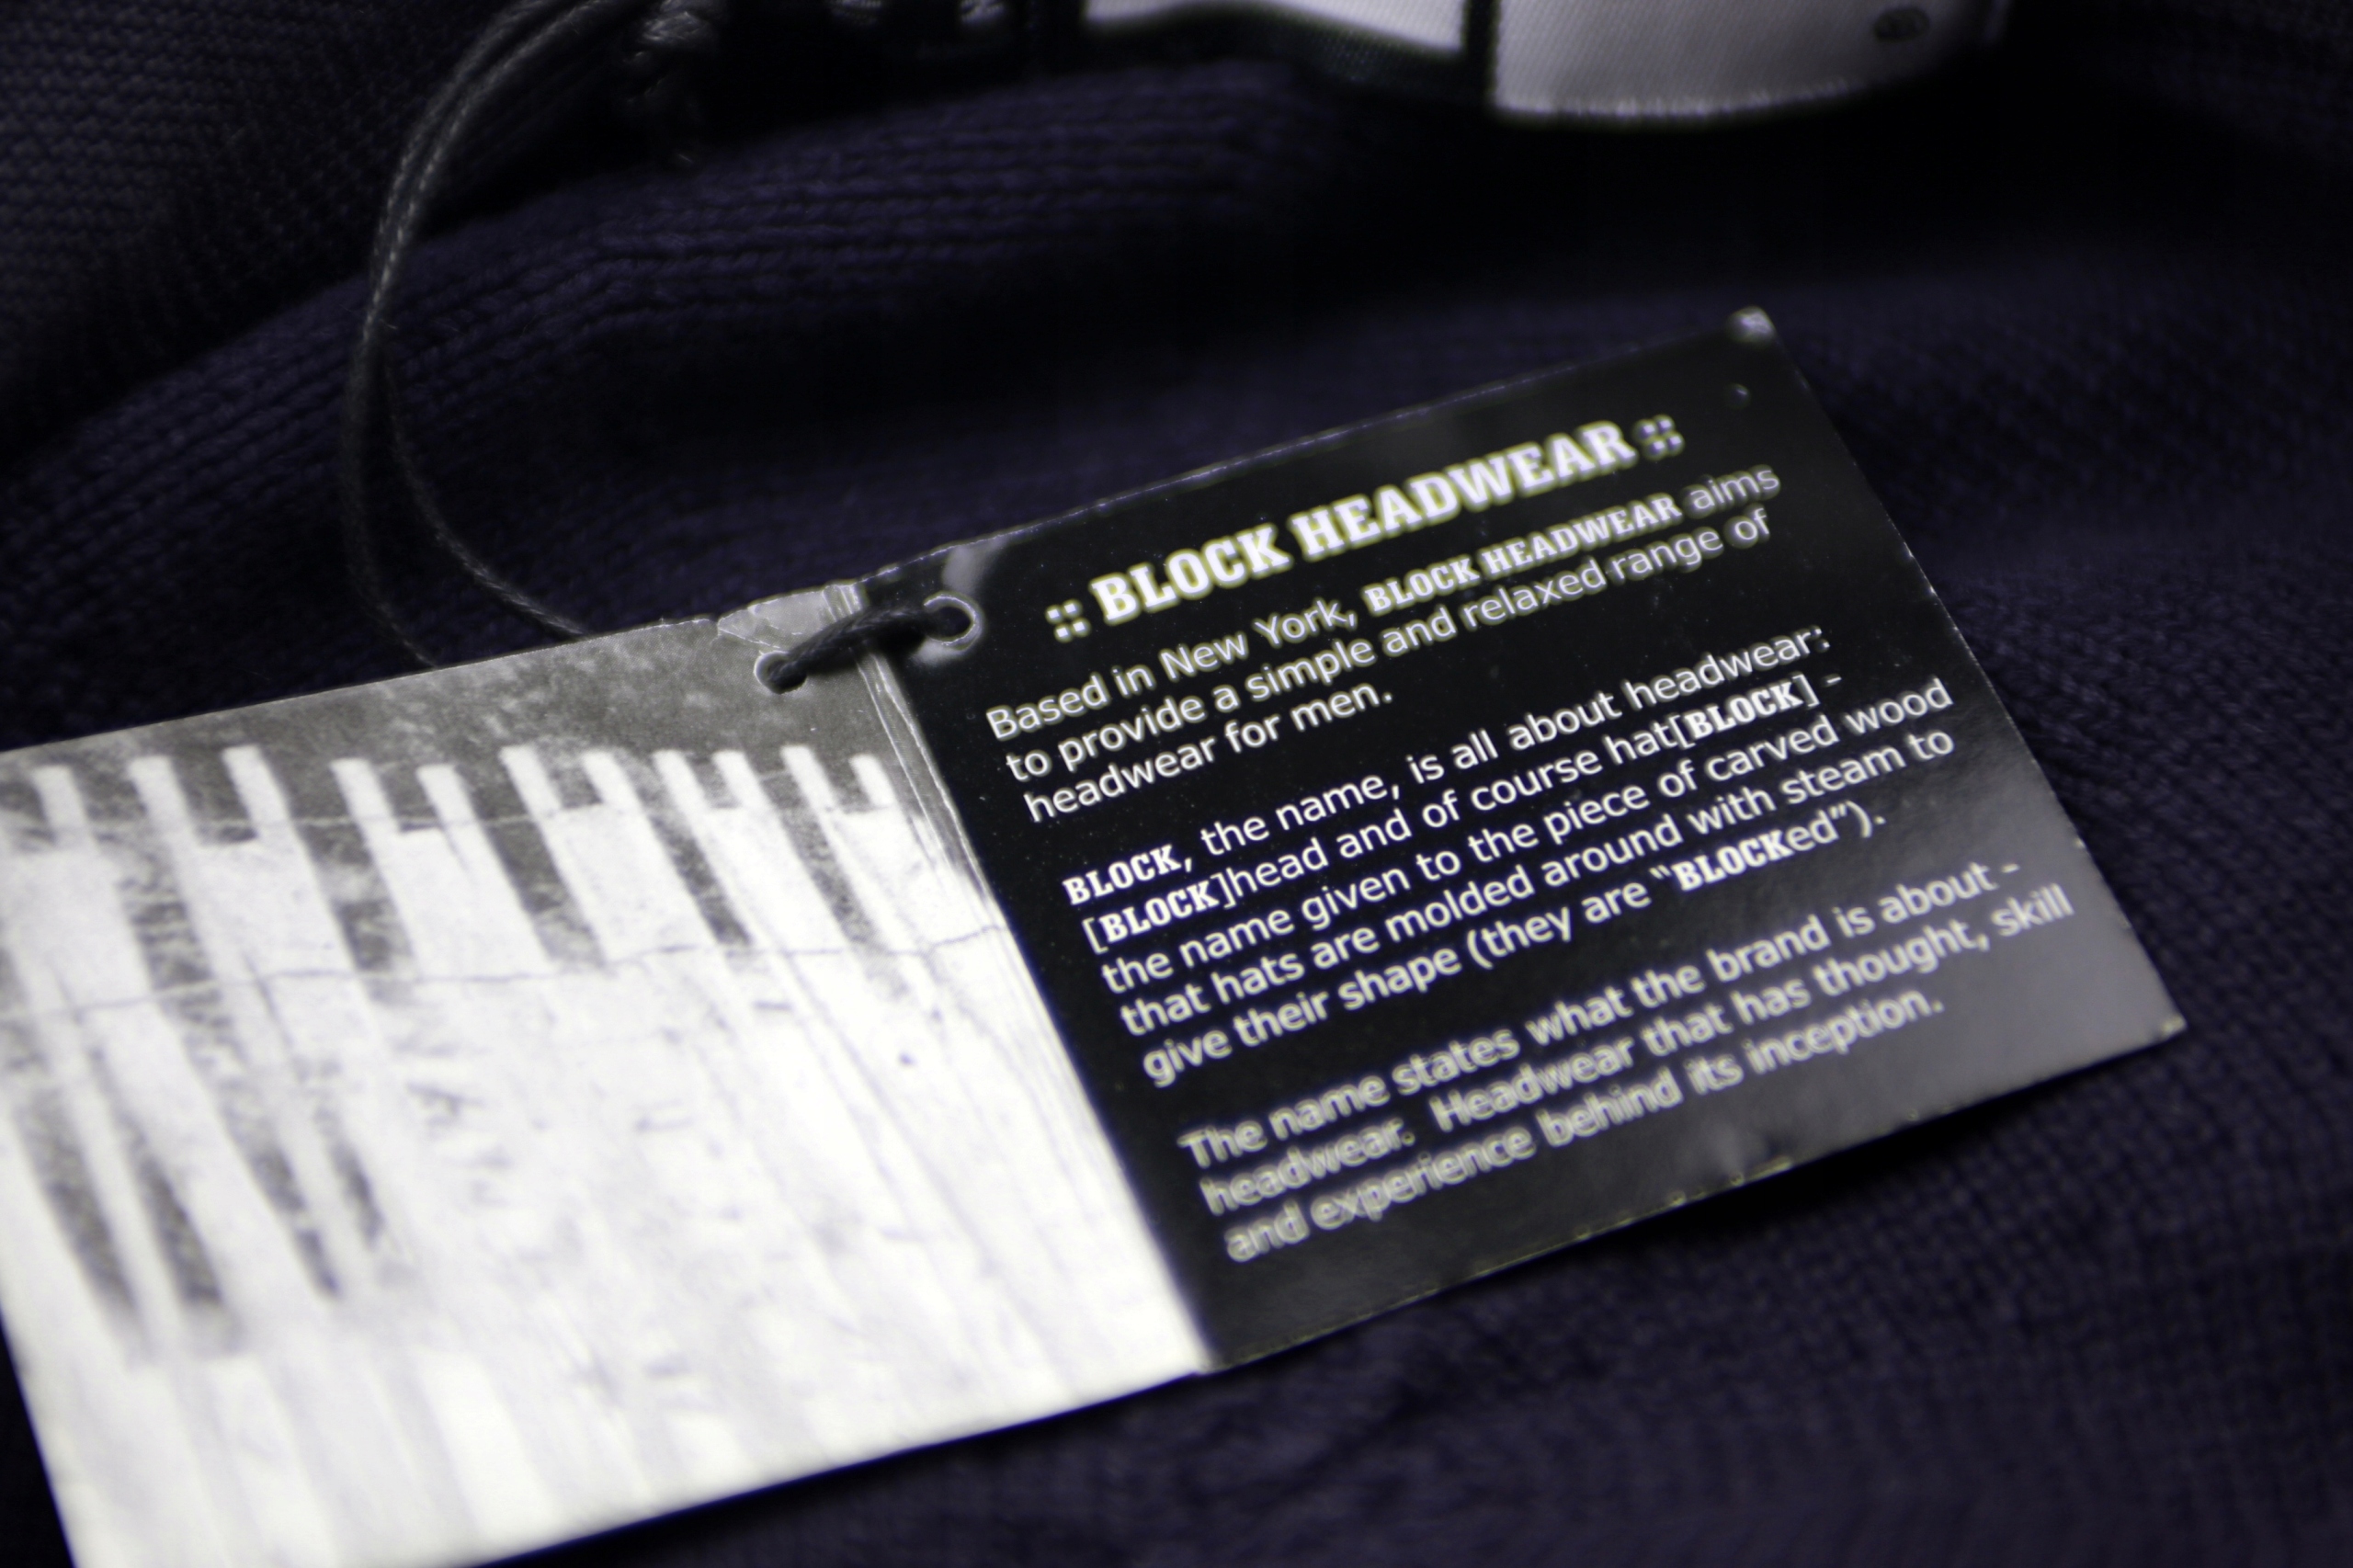 :: BLOCK HEADWEAR ::
Based in New York, BLOCK HEADWEAR aims
to provide a simple and relaxed range of
headwear for men.
BLOCK, the name, is all about headwear:
[BLOCK]head and of course hat[BLOCK] -
the name given to the piece of carved wood
that hats are molded around with steam to
give their shape (they are “BLOCKed”).
The name states what the brand is about -
headwear. Headwear that has thought, skill
and experience behind its inception.